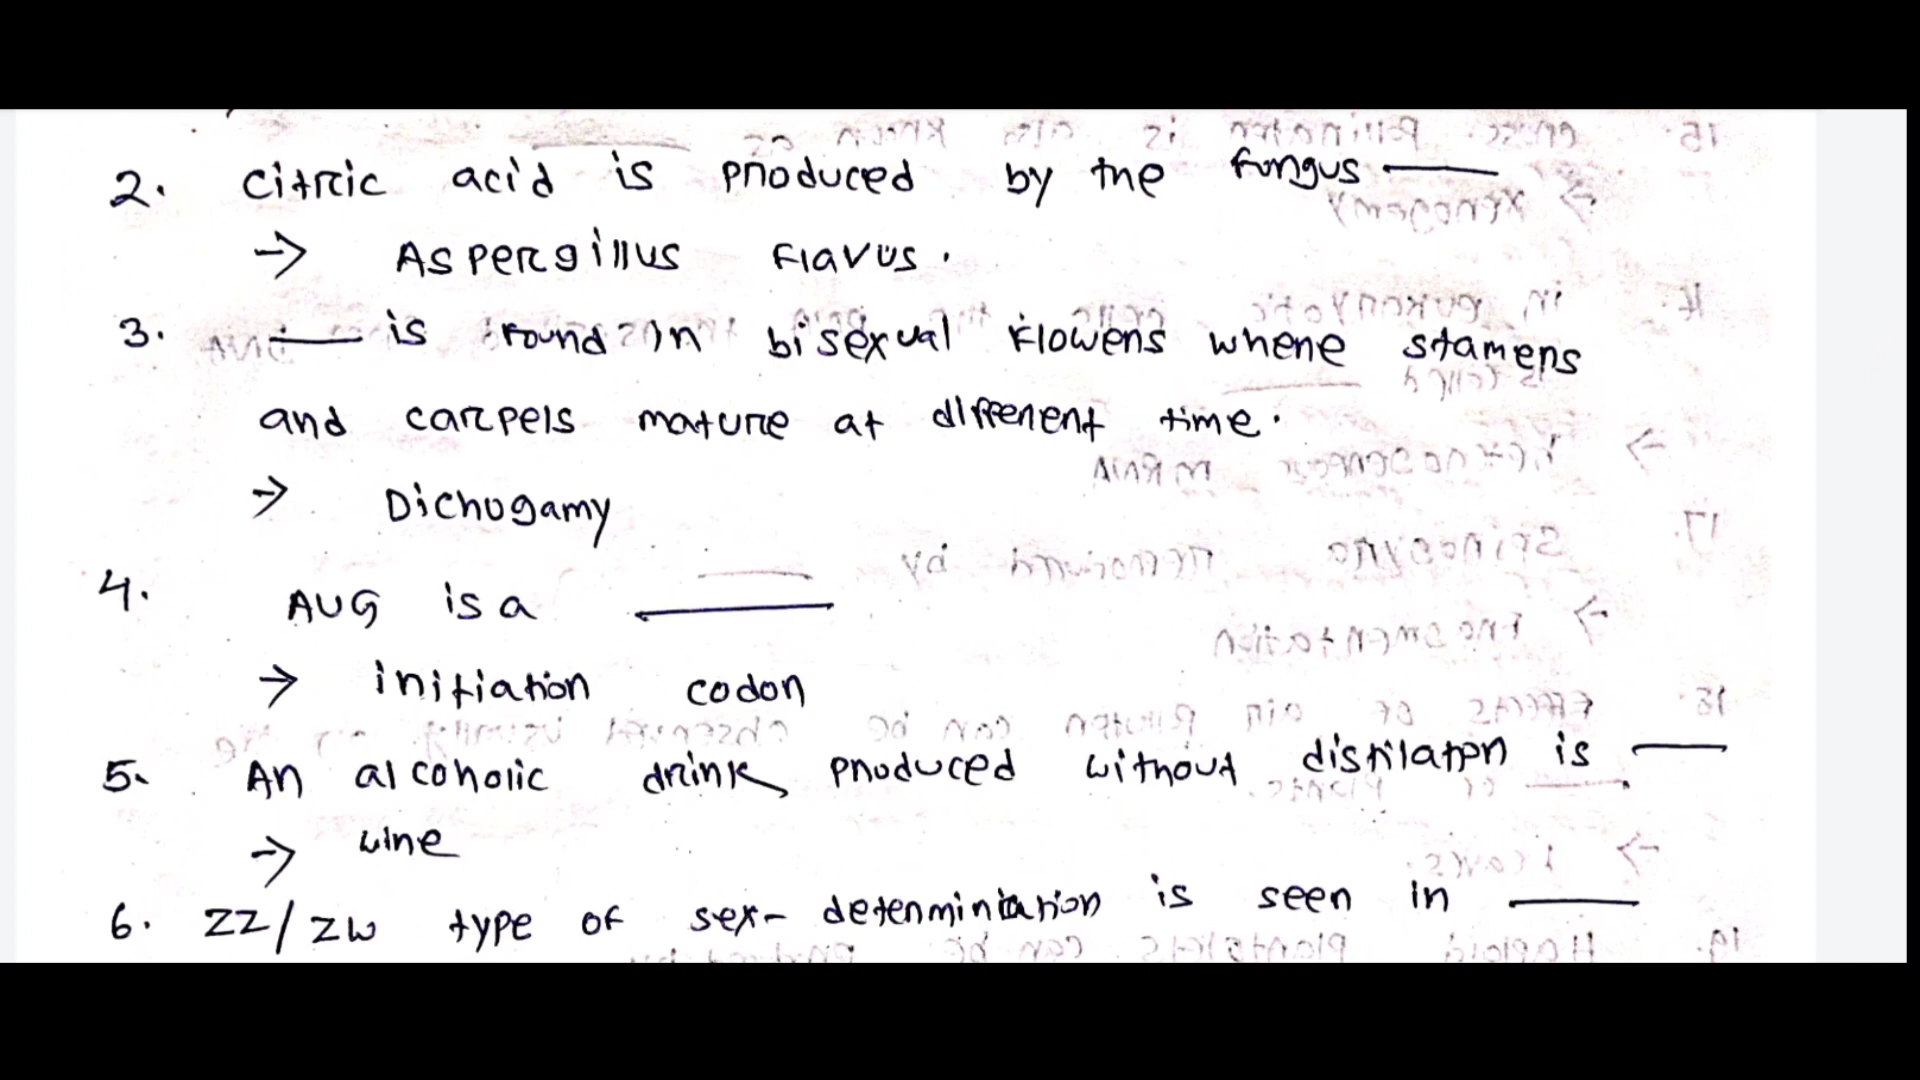 2. Citric acid is produced by the fungus ——
→ Aspergillus Flavus.
3. —— is found in bisexual flowers where stamens
and carpels mature at different time.
→ Dichogamy
4. AUG is a ——
→ initiation codon
5. An alcoholic drink produced without distilation is ——
→ wine
6. ZZ/ZW type of sex- determination is seen in ——